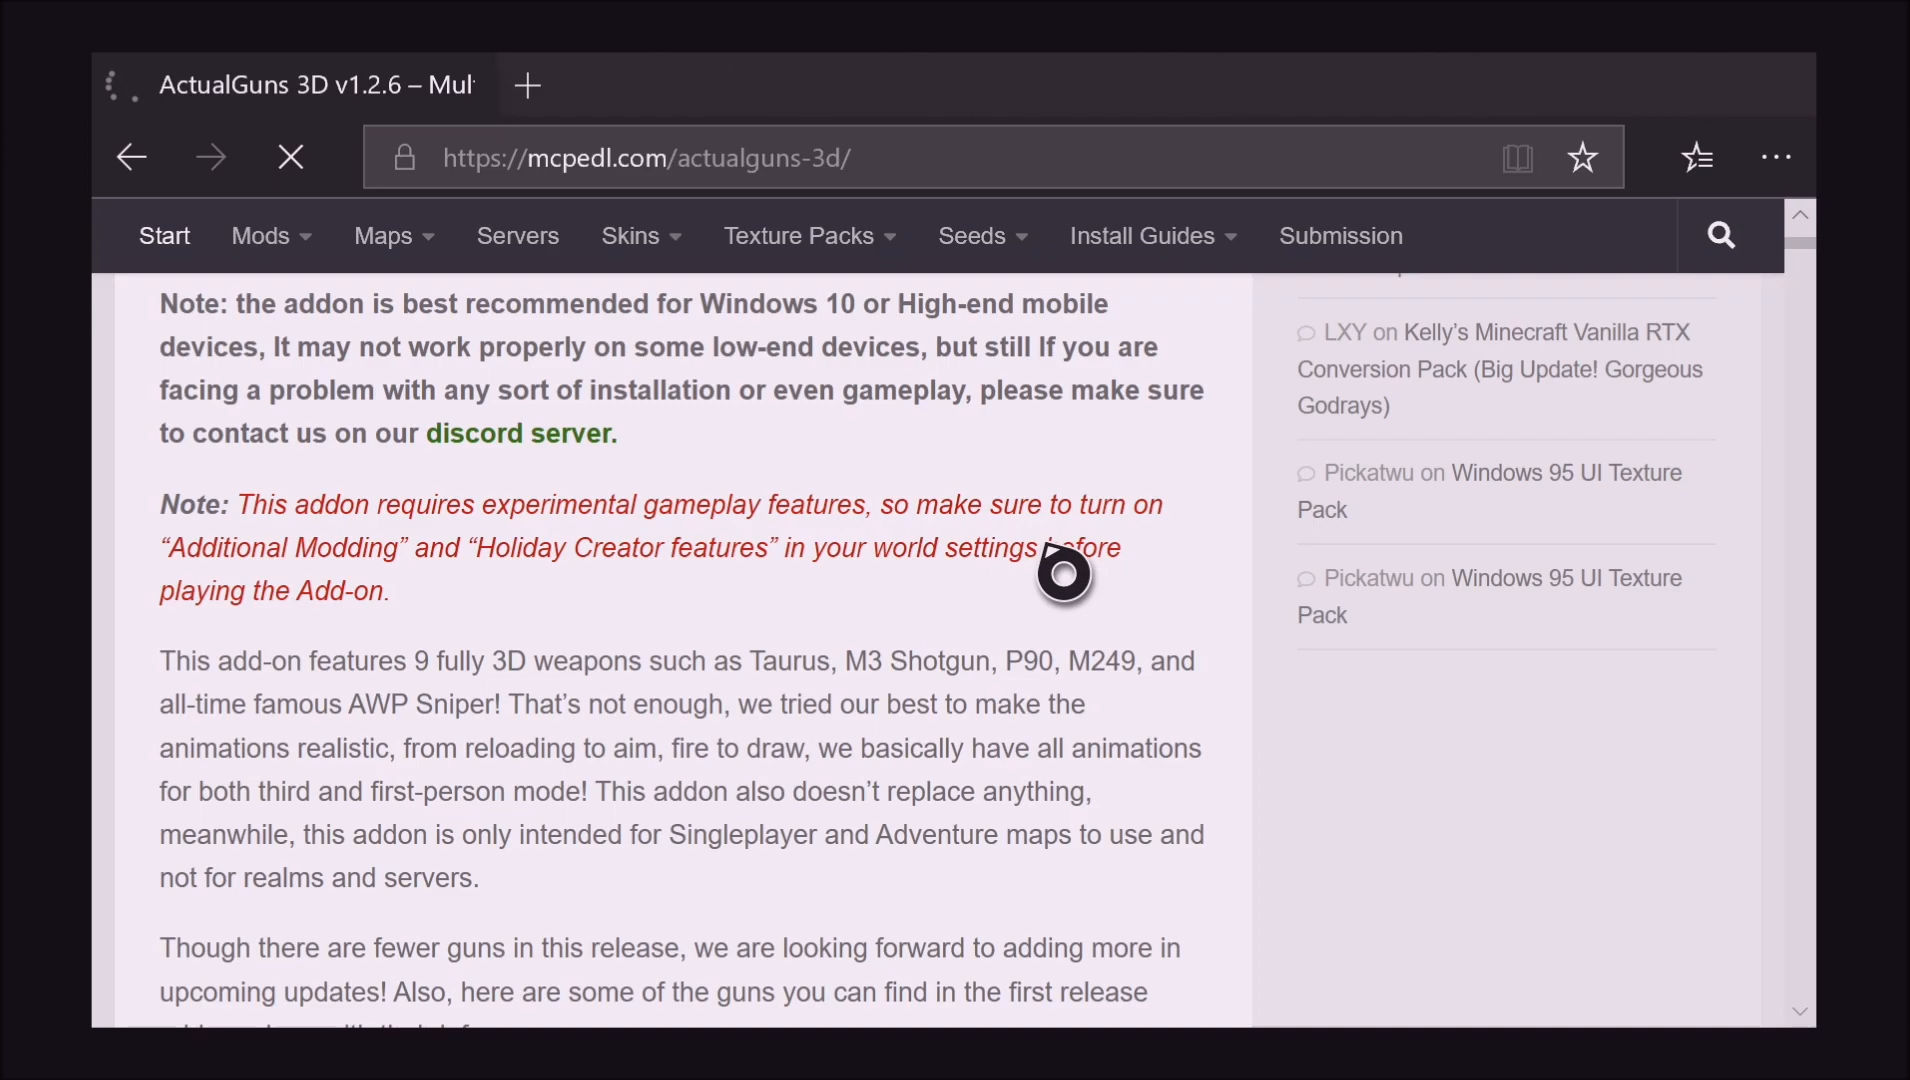 ActualGuns 3D v1.2.6 – Mul
https://mcpedl.com/actualguns-3d/
Start Mods Maps Servers Skins Texture Packs Seeds Install Guides Submission
Note: the addon is best recommended for Windows 10 or High-end mobile
devices, It may not work properly on some low-end devices, but still If you are
facing a problem with any sort of installation or even gameplay, please make sure
to contact us on our discord server.
Note: This addon requires experimental gameplay features, so make sure to turn on
“Additional Modding” and “Holiday Creator features” in your world settings before
playing the Add-on.
This add-on features 9 fully 3D weapons such as Taurus, M3 Shotgun, P90, M249, and
all-time famous AWP Sniper! That’s not enough, we tried our best to make the
animations realistic, from reloading to aim, fire to draw, we basically have all animations
for both third and first-person mode! This addon also doesn’t replace anything,
meanwhile, this addon is only intended for Singleplayer and Adventure maps to use and
not for realms and servers.
Though there are fewer guns in this release, we are looking forward to adding more in
upcoming updates! Also, here are some of the guns you can find in the first release
LXY on Kelly’s Minecraft Vanilla RTX
Conversion Pack (Big Update! Gorgeous
Godrays)
Pickatwu on Windows 95 UI Texture
Pack
Pickatwu on Windows 95 UI Texture
Pack